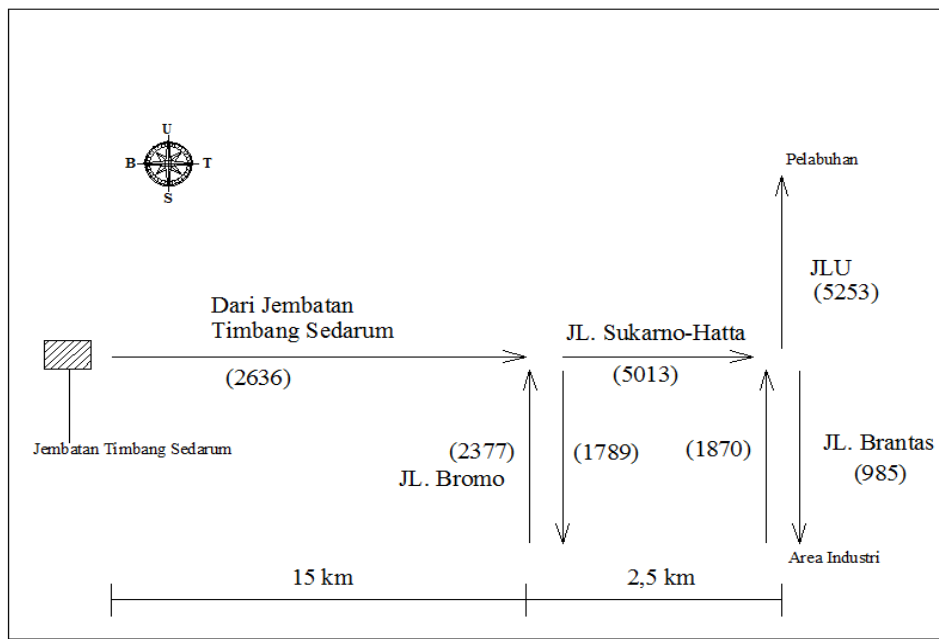 U
B
T
S
Pelabuhan
JLU
(5253)
Dari Jembatan
Timbang Sedarum
(2636)
JL. Sukarno-Hatta
(5013)
Jembatan Timbang Sedarum
(2377)
JL. Bromo
(1789)
(1870)
JL. Brantas
(985)
Area Industri
15 km
2,5 km